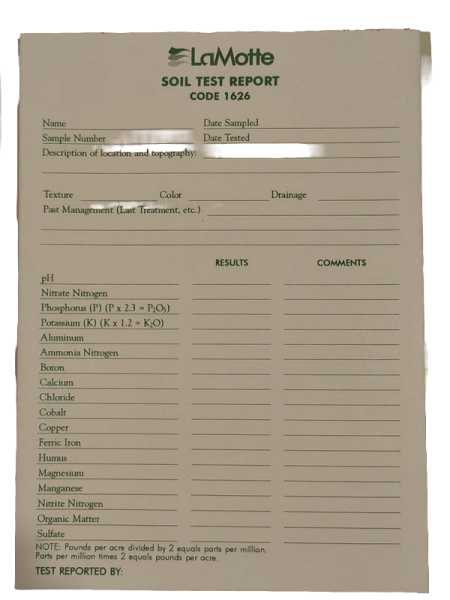 LaMotte
SOIL TEST REPORT
CODE 1626
Name Date Sampled
Sample Number Date Tested
Description of location and topography:
Texture Color Drainage
Past Management (Last Treatment, etc.)
RESULTS COMMENTS
pH
Nitrate Nitrogen
Phosphorus (P) (P x 2.3 = P₂O₅)
Potassium (K) (K x 1.2 = K₂O)
Aluminum
Ammonia Nitrogen
Boron
Calcium
Chloride
Cobalt
Copper
Ferric Iron
Humus
Magnesium
Manganese
Nitrite Nitrogen
Organic Matter
Sulfate
NOTE: Pounds per acre divided by 2 equals parts per million.
Parts per million times 2 equals pounds per acre.
TEST REPORTED BY: